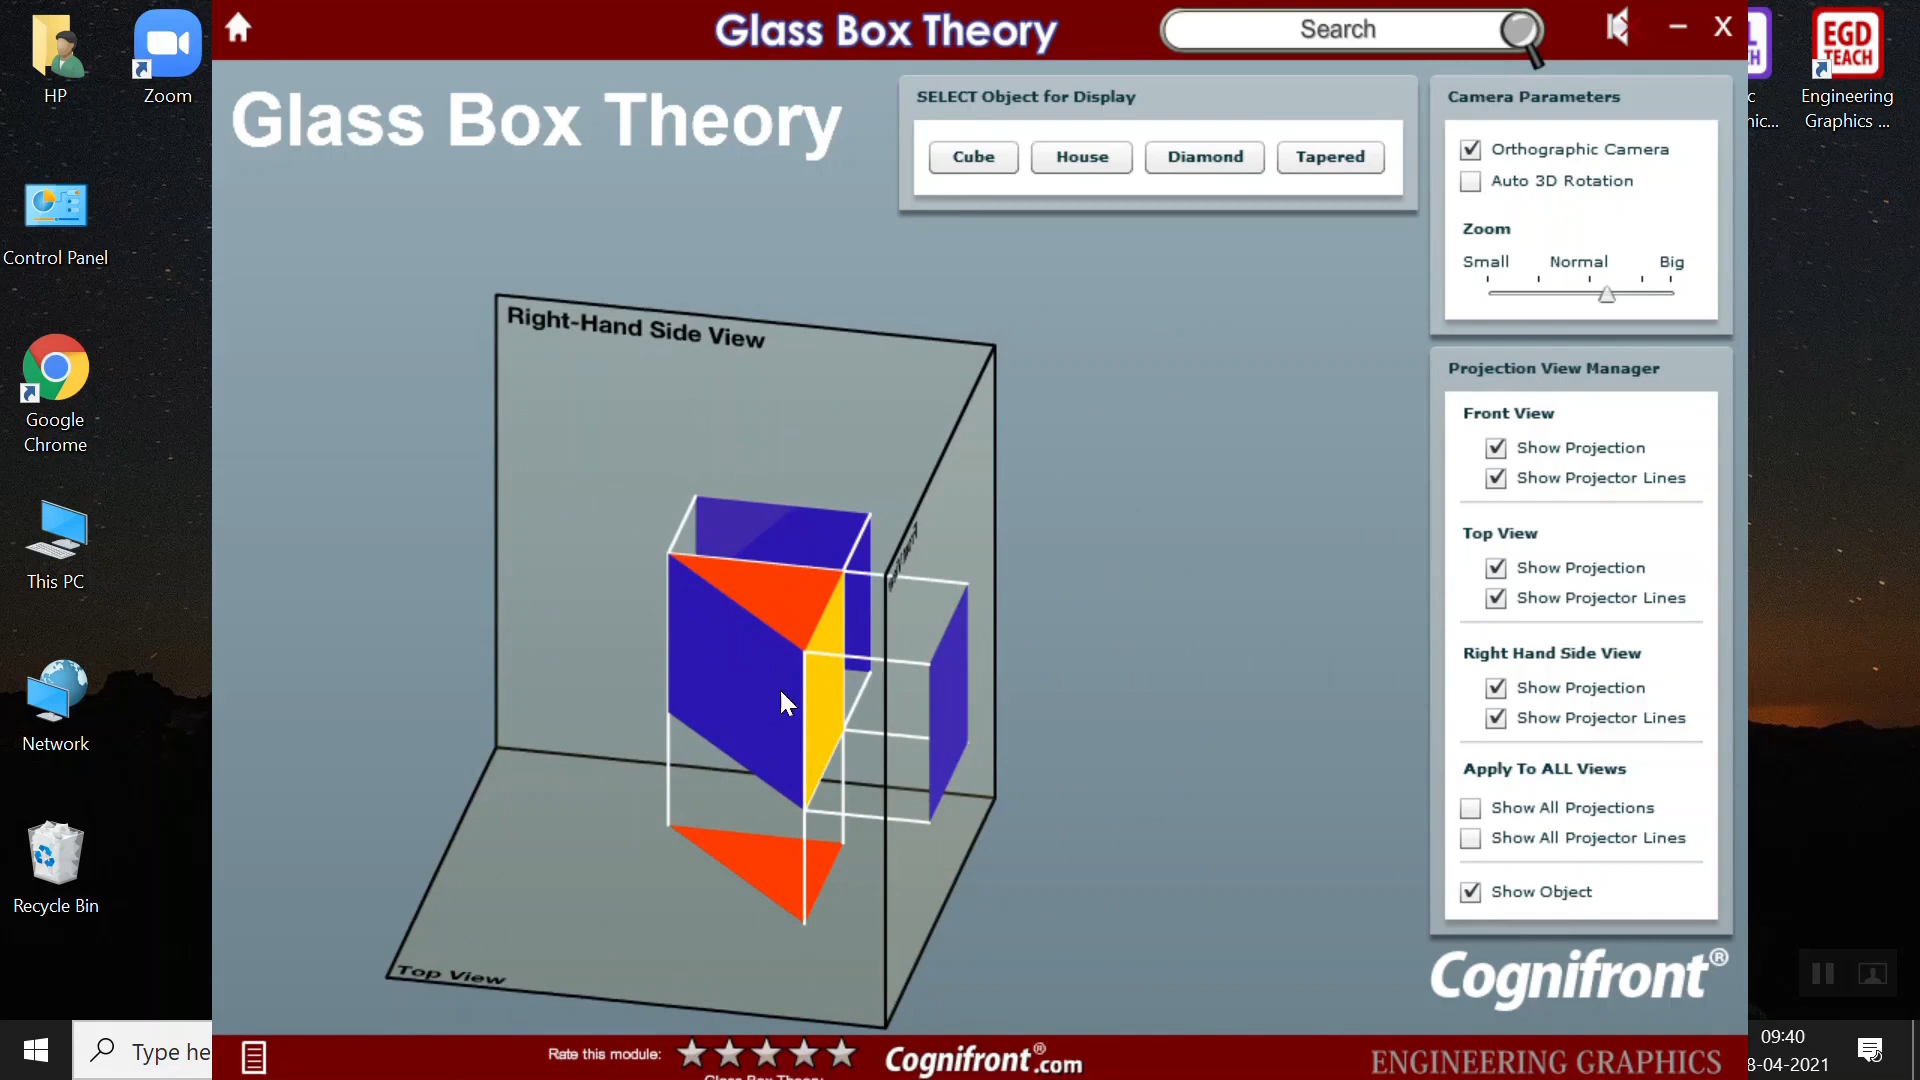 HP
Zoom
Control Panel
Google
Chrome
This PC
Network
Recycle Bin
Type he
Glass Box Theory
Search
X
Glass Box Theory
SELECT Object for Display
Cube
House
Diamond
Tapered
Camera Parameters
Orthographic Camera
Auto 3D Rotation
Zoom
Small
Normal
Big
Projection View Manager
Front View
Show Projection
Show Projector Lines
Top View
Show Projection
Show Projector Lines
Right Hand Side View
Show Projection
Show Projector Lines
Apply To ALL Views
Show All Projections
Show All Projector Lines
Show Object
Right-Hand Side View
Top View
Cognifront®
Rate this module:
Glass Box Theory
Cognifront®.com
ENGINEERING GRAPHICS
EGD
TEACH
Engineering
Graphics ...
09:40
8-04-2021